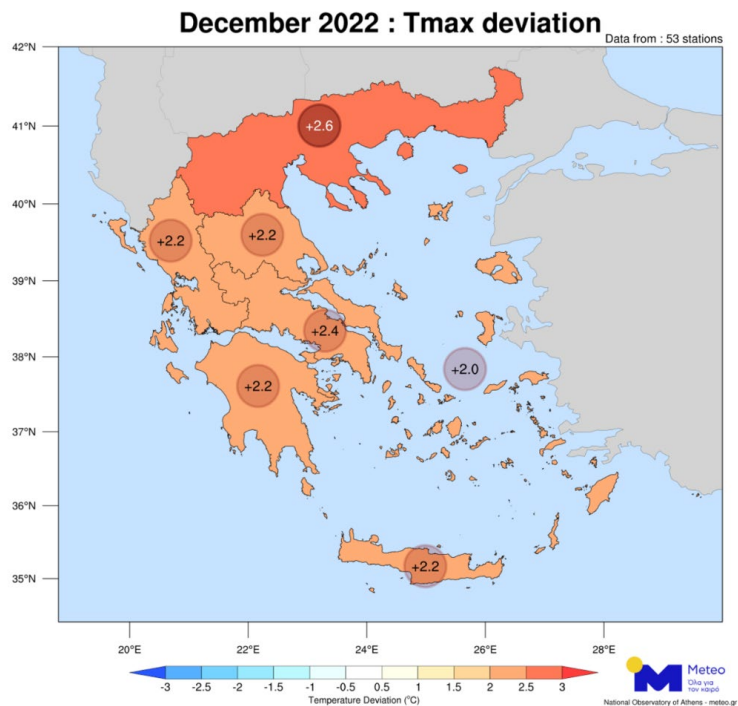 December 2022 : Tmax deviation
Data from : 53 stations
42°N
41°N
40°N
39°N
38°N
37°N
36°N
35°N
+2.6
+2.2
+2.2
+2.4
+2.0
+2.2
+2.2
20°E
22°E
24°E
26°E
28°E
-3
-2.5
-2
-1.5
-1
-0.5
0.5
1
1.5
2
2.5
3
Temperature Deviation (°C)
Meteo
Όλα για
τον καιρό
National Observatory of Athens - meteo.gr